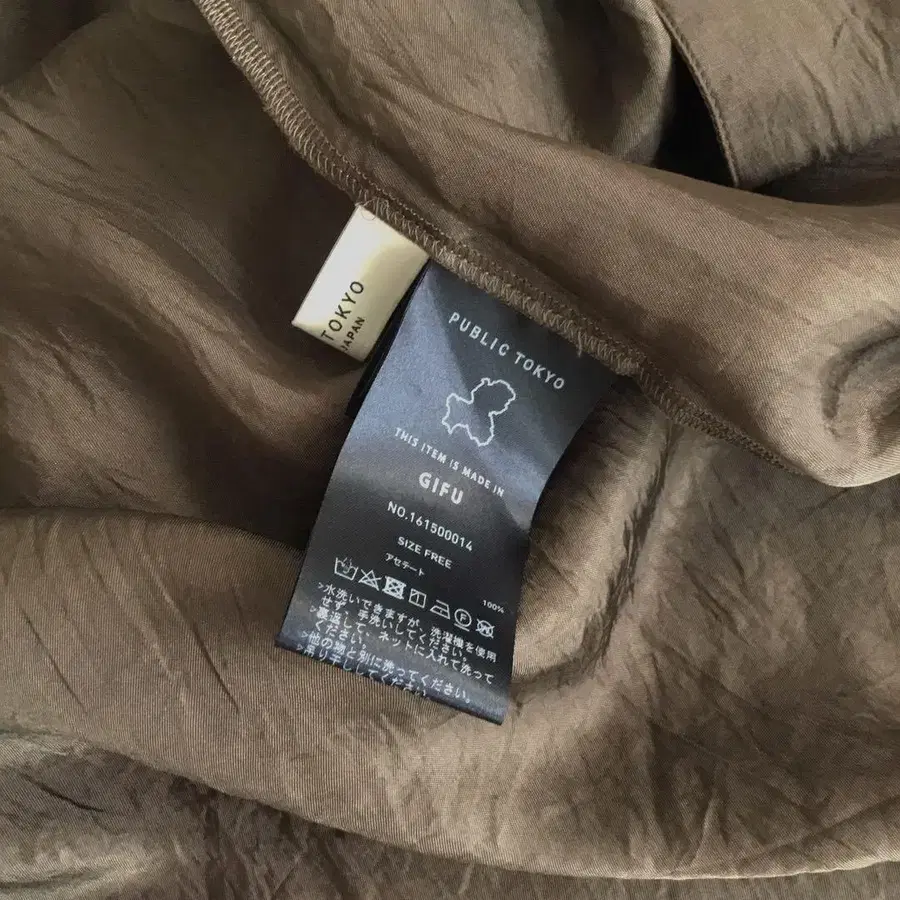 TOKYO
JAPAN
PUBLIC TOKYO
THIS ITEM IS MADE IN
GIFU
NO.161500014
SIZE FREE
アセテート
100%
F
>水洗いできますが、洗濯機を使用
せず、手洗いしてください。
>裏返して、ネットに入れて洗って
ください。
>他の物と別に洗ってください。
>吊り干ししてください。